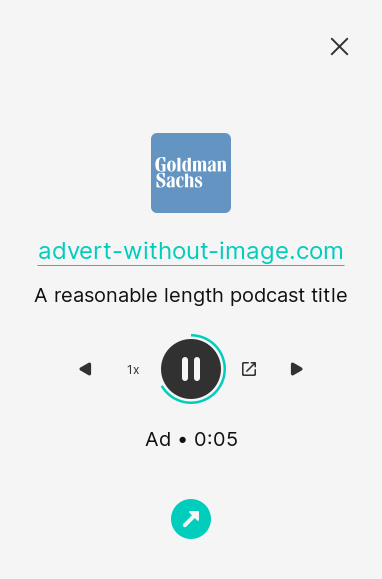 Goldman
Sachs
advert-without-image.com
A reasonable length podcast title
1x
Ad • 0:05